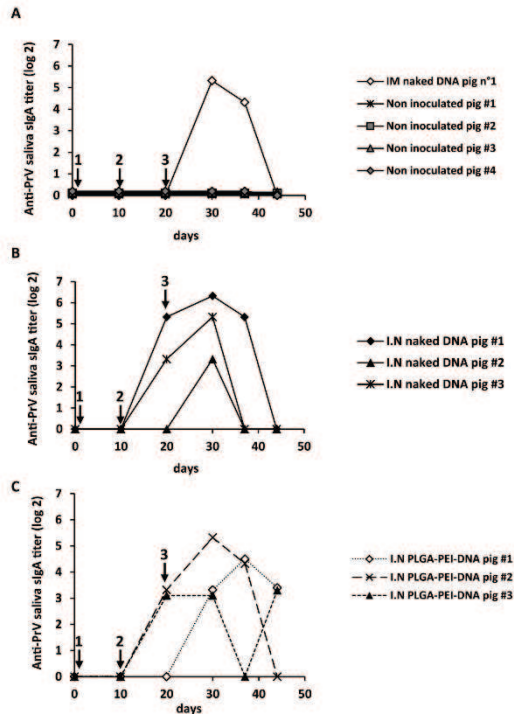 A
Anti-PrV saliva sIgA titer (log 2)
7
6
5
4
3
2
1
0
1 2 3
0 10 20 30 40 50
days
IM naked DNA pig n°1
Non inoculated pig #1
Non inoculated pig #2
Non inoculated pig #3
Non inoculated pig #4
B
Anti-PrV saliva sIgA titer (log 2)
7
6
5
4
3
2
1
0
1 2 3
0 10 20 30 40 50
days
I.N naked DNA pig #1
I.N naked DNA pig #2
I.N naked DNA pig #3
C
Anti-PrV saliva sIgA titer (log 2)
7
6
5
4
3
2
1
0
1 2 3
0 10 20 30 40 50
days
I.N PLGA-PEI-DNA pig #1
I.N PLGA-PEI-DNA pig #2
I.N PLGA-PEI-DNA pig #3